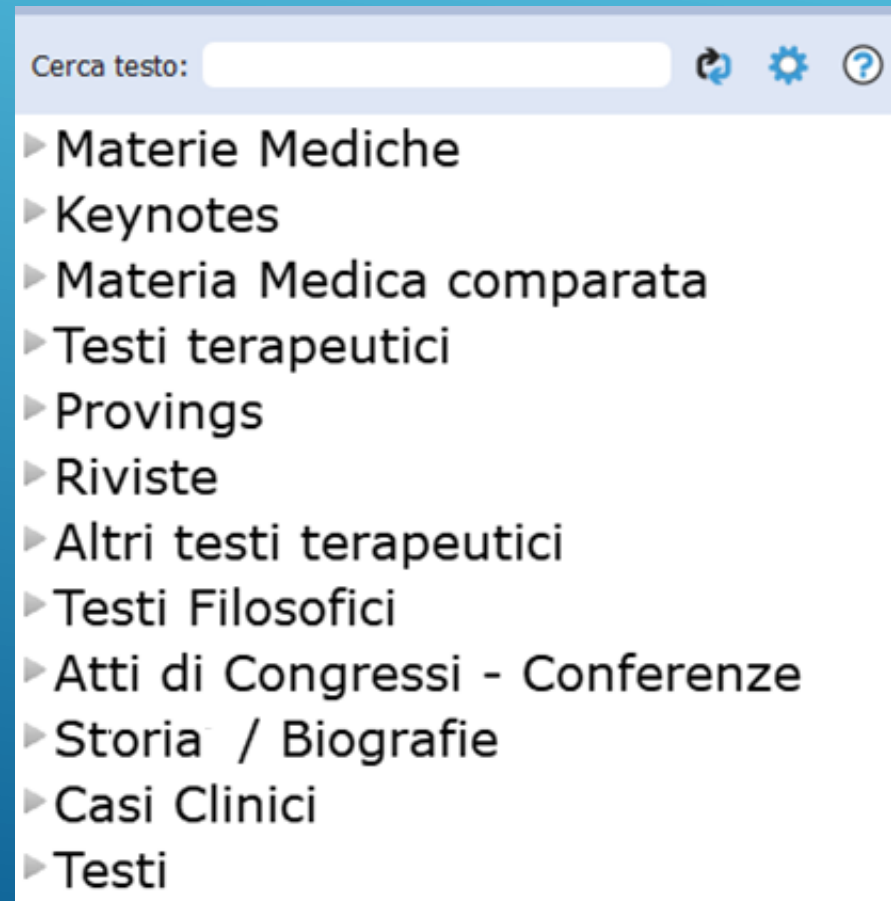 Cerca testo:
Materie Mediche
Keynotes
Materia Medica comparata
Testi terapeutici
Provings
Riviste
Altri testi terapeutici
Testi Filosofici
Atti di Congressi - Conferenze
Storia / Biografie
Casi Clinici
Testi